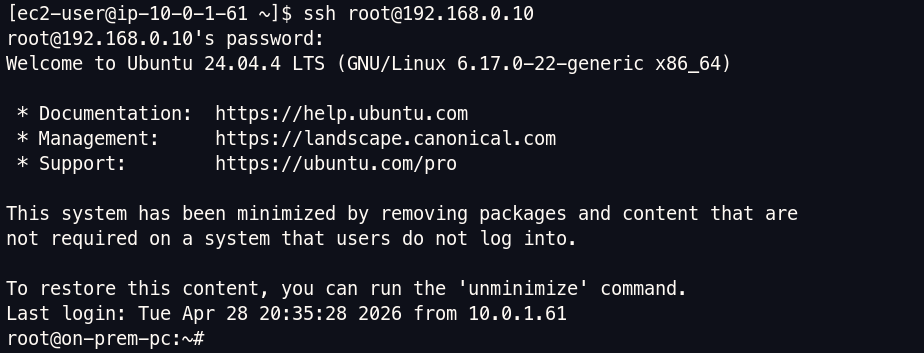 [ec2-user@ip-10-0-1-61 ~]$ ssh root@192.168.0.10
root@192.168.0.10's password:
Welcome to Ubuntu 24.04.4 LTS (GNU/Linux 6.17.0-22-generic x86_64)
 * Documentation:  https://help.ubuntu.com
 * Management:     https://landscape.canonical.com
 * Support:        https://ubuntu.com/pro
This system has been minimized by removing packages and content that are
not required on a system that users do not log into.
To restore this content, you can run the 'unminimize' command.
Last login: Tue Apr 28 20:35:28 2026 from 10.0.1.61
root@on-prem-pc:~#